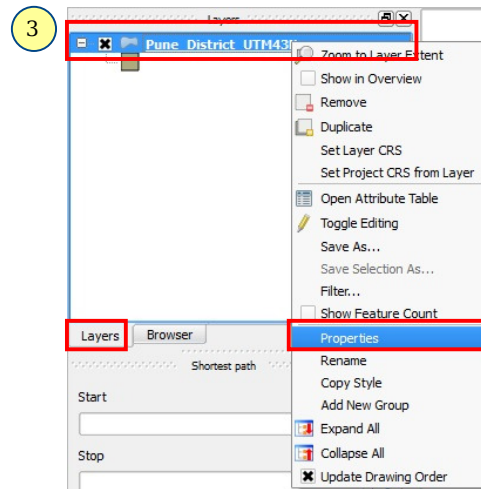 3
Layers
Pune_District_UTM43N
Zoom to Layer Extent
Show in Overview
Remove
Duplicate
Set Layer CRS
Set Project CRS from Layer
Open Attribute Table
Toggle Editing
Save As...
Save Selection As...
Filter...
Show Feature Count
Properties
Rename
Copy Style
Add New Group
Expand All
Collapse All
Update Drawing Order
Layers
Browser
Shortest path
Start
Stop